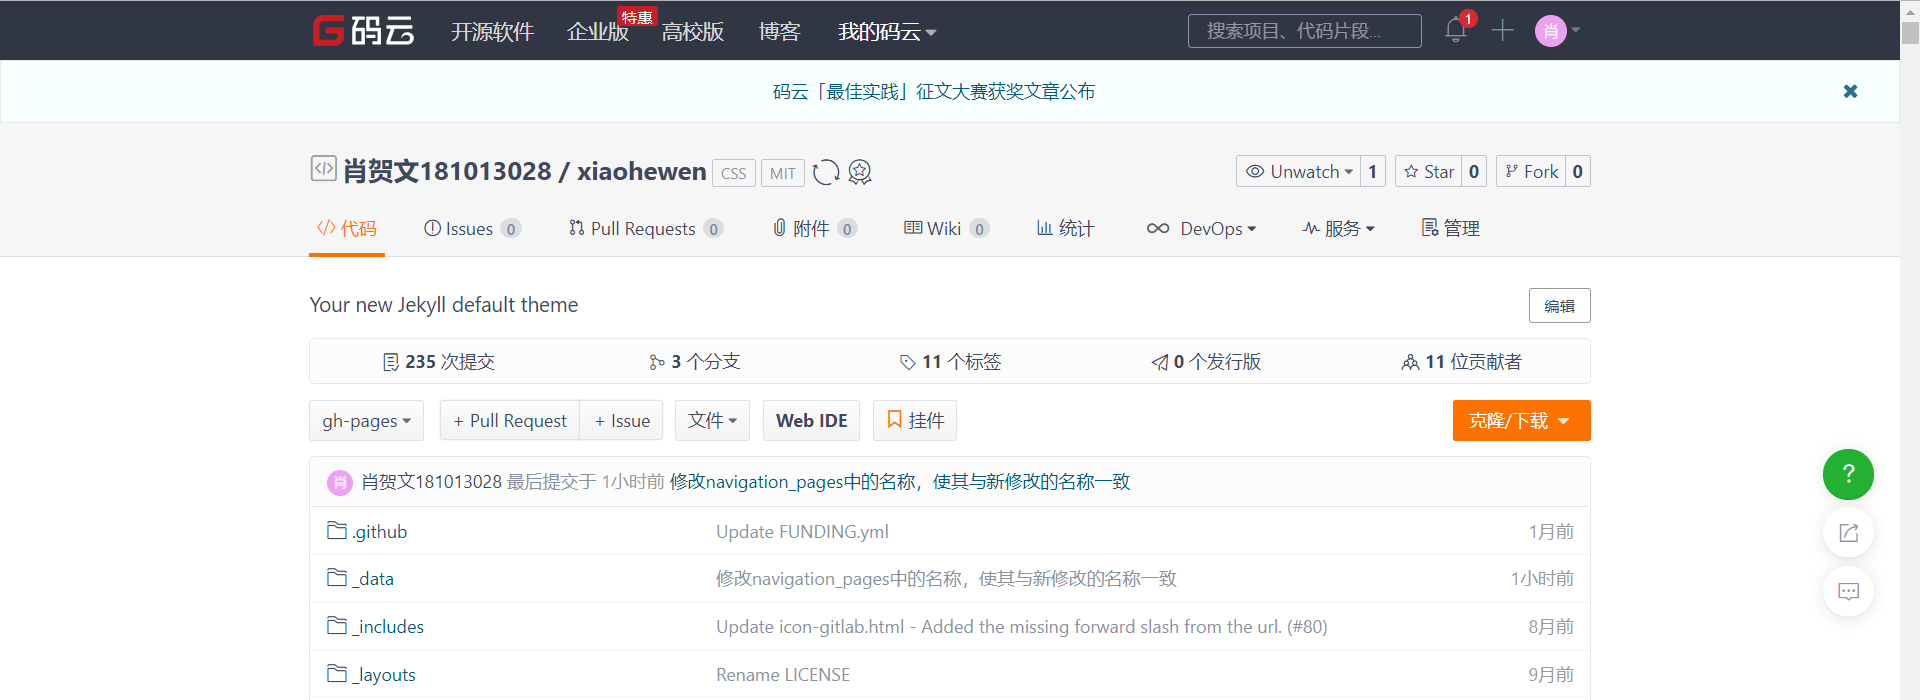 码云 开源软件 企业版 特惠 高校版 博客 我的码云 搜索项目、代码片段... 1 肖
码云「最佳实践」征文大赛获奖文章公布
肖贺文181013028 / xiaohewen CSS MIT Unwatch 1 Star 0 Fork 0
代码 Issues 0 Pull Requests 0 附件 0 Wiki 0 统计 DevOps 服务 管理
Your new Jekyll default theme 编辑
235 次提交 3 个分支 11 个标签 0 个发行版 11 位贡献者
gh-pages + Pull Request + Issue 文件 Web IDE 挂件 克隆/下载
肖 肖贺文181013028 最后提交于 1小时前 修改navigation_pages中的名称，使其与新修改的名称一致
.github Update FUNDING.yml 1月前
_data 修改navigation_pages中的名称，使其与新修改的名称一致 1小时前
_includes Update icon-gitlab.html - Added the missing forward slash from the url. (#80) 8月前
_layouts Rename LICENSE 9月前
?